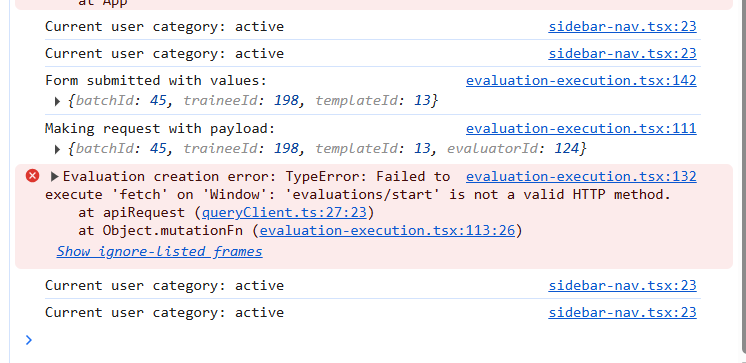 at App
Current user category: active sidebar-nav.tsx:23
Current user category: active sidebar-nav.tsx:23
Form submitted with values: evaluation-execution.tsx:142
{batchId: 45, traineeId: 198, templateId: 13}
Making request with payload: evaluation-execution.tsx:111
{batchId: 45, traineeId: 198, templateId: 13, evaluatorId: 124}
Evaluation creation error: TypeError: Failed to evaluation-execution.tsx:132
execute 'fetch' on 'Window': 'evaluations/start' is not a valid HTTP method.
at apiRequest (queryClient.ts:27:23)
at Object.mutationFn (evaluation-execution.tsx:113:26)
Show ignore-listed frames
Current user category: active sidebar-nav.tsx:23
Current user category: active sidebar-nav.tsx:23